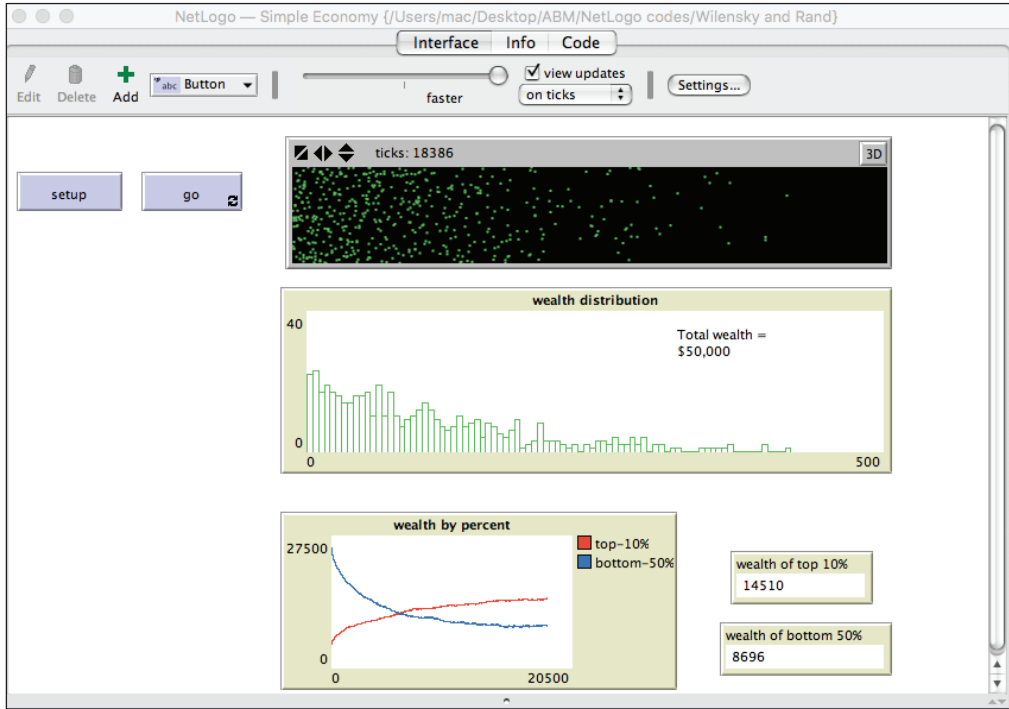 NetLogo — Simple Economy {/Users/mac/Desktop/ABM/NetLogo codes/Wilensky and Rand}
Interface Info Code
Edit Delete Add abc Button faster view updates on ticks Settings...
ticks: 18386 3D
setup go
wealth distribution
40
Total wealth =
$50,000
0
0 500
wealth by percent
27500
top-10%
bottom-50%
0
0 20500
wealth of top 10%
14510
wealth of bottom 50%
8696